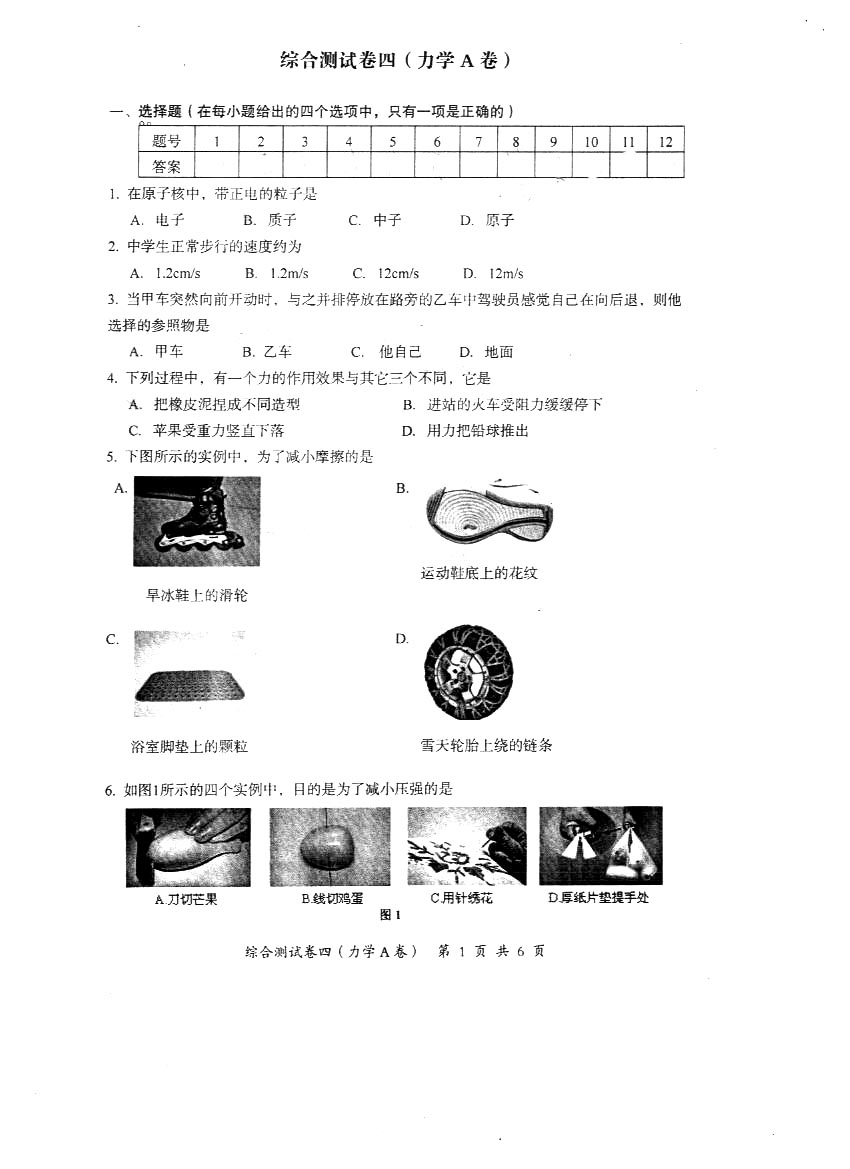 综合测试卷四（力学 A 卷）
一、选择题（在每小题给出的四个选项中，只有一项是正确的）
题号 1 2 3 4 5 6 7 8 9 10 11 12
答案
1. 在原子核中，带正电的粒子是
A. 电子 B. 质子 C. 中子 D. 原子
2. 中学生正常步行的速度约为
A. 1.2cm/s B. 1.2m/s C. 12cm/s D. 12m/s
3. 当甲车突然向前开动时，与之并排停放在路旁的乙车中驾驶员感觉自己在向后退，则他
选择的参照物是
A. 甲车 B. 乙车 C. 他自己 D. 地面
4. 下列过程中，有一个力的作用效果与其它三个不同，它是
A. 把橡皮泥捏成不同造型 B. 进站的火车受阻力缓缓停下
C. 苹果受重力竖直下落 D. 用力把铅球推出
5. 下图所示的实例中，为了减小摩擦的是
A. B.
旱冰鞋上的滑轮 运动鞋底上的花纹
C. D.
浴室脚垫上的颗粒 雪天轮胎上绕的链条
6. 如图1所示的四个实例中，目的是为了减小压强的是
A.刀切芒果 B.线切鸡蛋 C.用针绣花 D.厚纸片垫提手处
图 1
综合测试卷四（力学 A 卷） 第 1 页 共 6 页